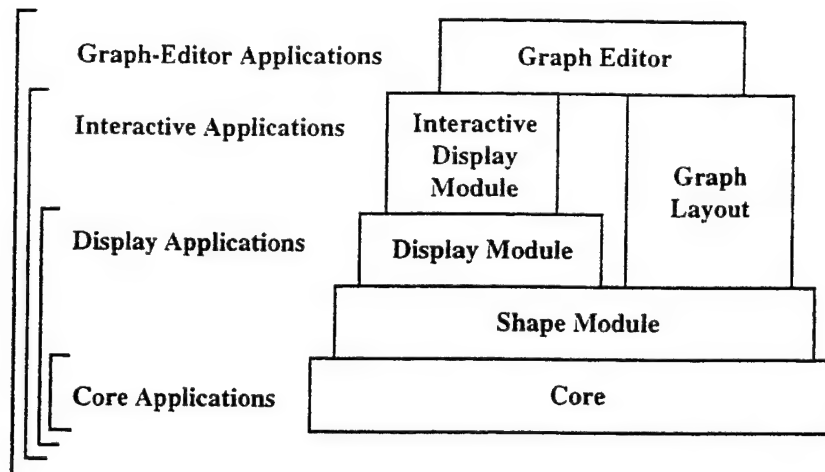 Graph-Editor Applications
Graph Editor
Interactive Applications
Interactive
Display
Module
Graph
Layout
Display Applications
Display Module
Shape Module
Core Applications
Core